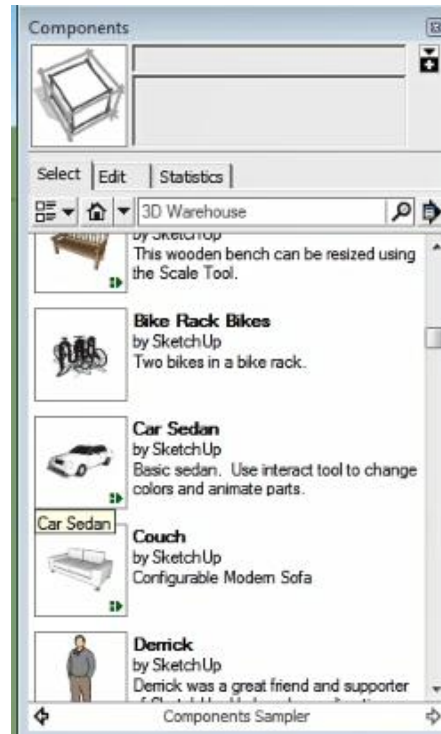 Components
Select Edit Statistics
3D Warehouse
by SketchUp
This wooden bench can be resized using
the Scale Tool.
Bike Rack Bikes
by SketchUp
Two bikes in a bike rack.
Car Sedan
by SketchUp
Basic sedan. Use interact tool to change
colors and animate parts.
Car Sedan
Couch
by SketchUp
Configurable Modern Sofa
Derrick
by SketchUp
Derrick was a great friend and supporter
Components Sampler